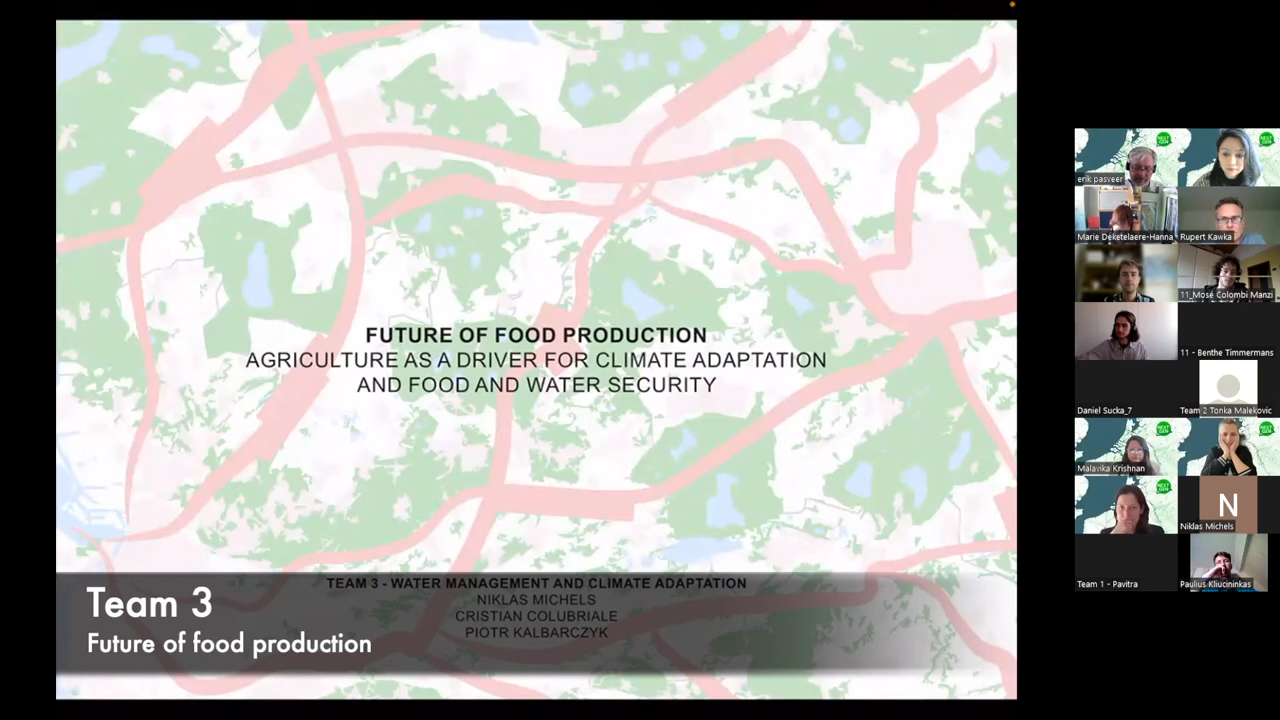 FUTURE OF FOOD PRODUCTION
AGRICULTURE AS A DRIVER FOR CLIMATE ADAPTATION
AND FOOD AND WATER SECURITY
TEAM 3 - WATER MANAGEMENT AND CLIMATE ADAPTATION
NIKLAS MICHELS
CRISTIAN COLUBRIALE
PIOTR KALBARCZYK
Team 3
Future of food production
erik pasveer
Marie Deketelaere-Hanna
Rupert Kawka
11_Mosè Colombi Manzi
11 - Benthe Timmermans
Daniel Sucka_7
Team 2 Tonka Malekovic
Malavika Krishnan
N
Niklas Michels
Team 1 - Pavitra
Paulius Kliucininkas